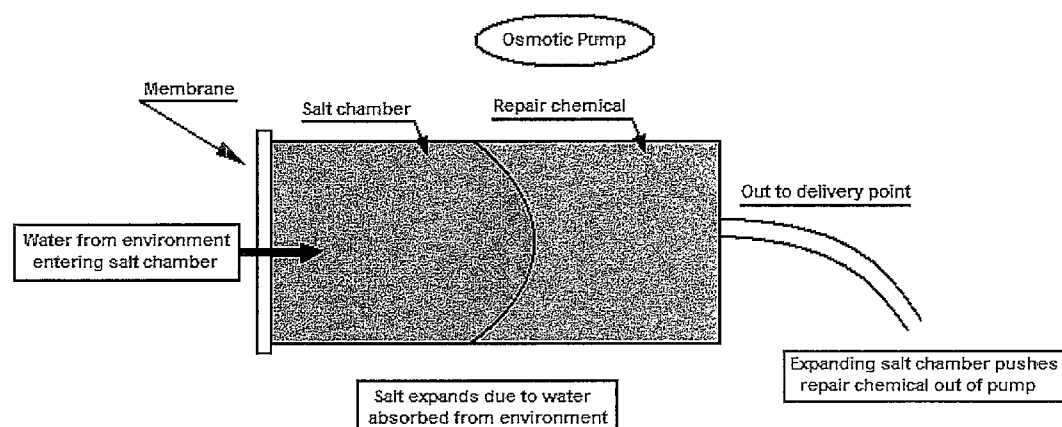 Osmotic Pump
Membrane
Salt chamber
Repair chemical
Out to delivery point
Water from environment
entering salt chamber
Expanding salt chamber pushes
repair chemical out of pump
Salt expands due to water
absorbed from environment